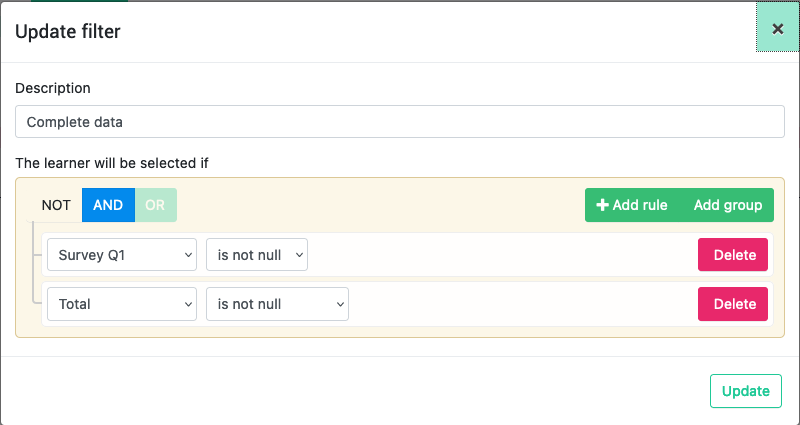 Update filter
×
Description
Complete data
The learner will be selected if
NOT AND OR + Add rule Add group
Survey Q1 is not null Delete
Total is not null Delete
Update